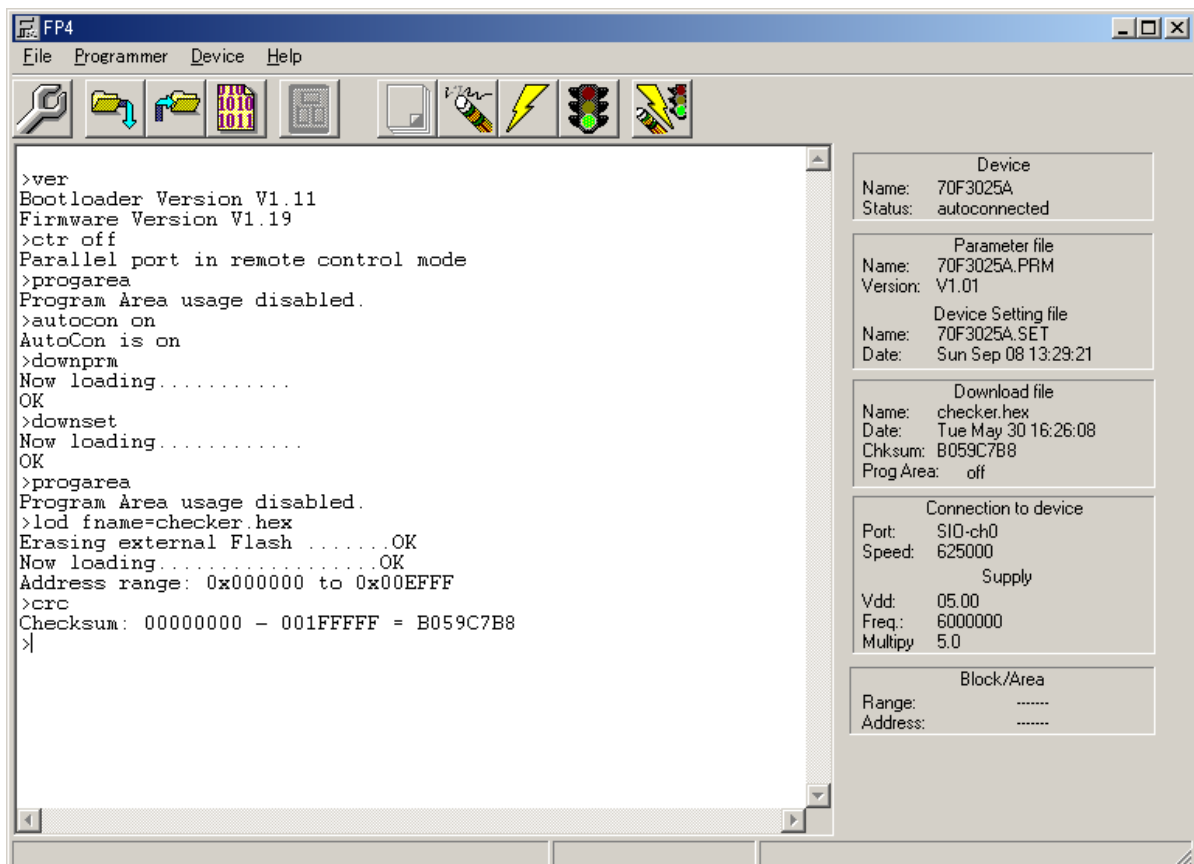 FP4
File Programmer Device Help
010
1010
1011
>ver
Bootloader Version V1.11
Firmware Version V1.19
>ctr off
Parallel port in remote control mode
>progarea
Program Area usage disabled.
>autocon on
AutoCon is on
>downprm
Now loading...........
OK
>downset
Now loading............
OK
>progarea
Program Area usage disabled.
>lod fname=checker.hex
Erasing external Flash .......OK
Now loading...................OK
Address range: 0x000000 to 0x00EFFF
>crc
Checksum: 00000000 – 001FFFFF = B059C7B8
>
Device
Name: 70F3025A
Status: autoconnected
Parameter file
Name: 70F3025A.PRM
Version: V1.01
Device Setting file
Name: 70F3025A.SET
Date: Sun Sep 08 13:29:21
Download file
Name: checker.hex
Date: Tue May 30 16:26:08
Chksum: B059C7B8
Prog Area: off
Connection to device
Port: SIO-ch0
Speed: 625000
Supply
Vdd: 05.00
Freq.: 6000000
Multipy 5.0
Block/Area
Range: -------
Address: -------